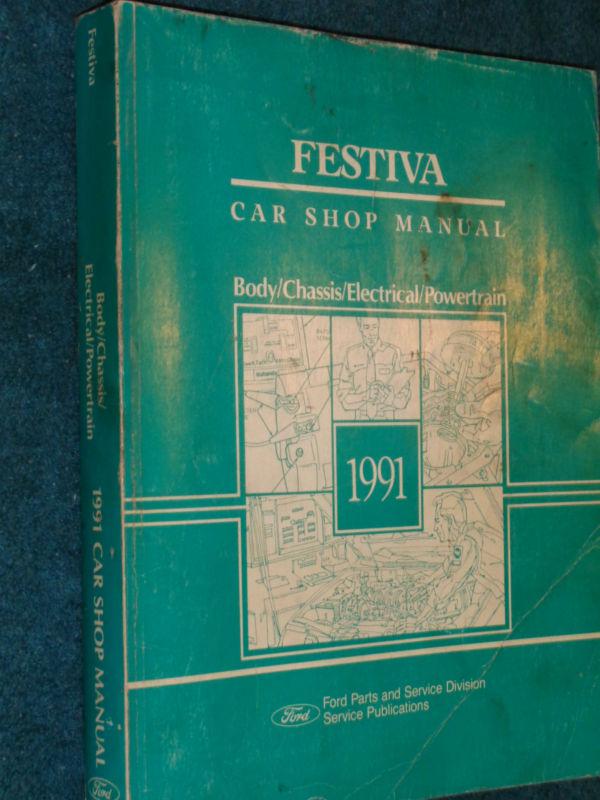 FESTIVA
CAR SHOP MANUAL
Body/Chassis/Electrical/Powertrain
1991
Ford
Ford Parts and Service Division
Service Publications
Festiva
Body/Chassis/
Electrical/Powertrain
1991 CAR SHOP MANUAL
Ford